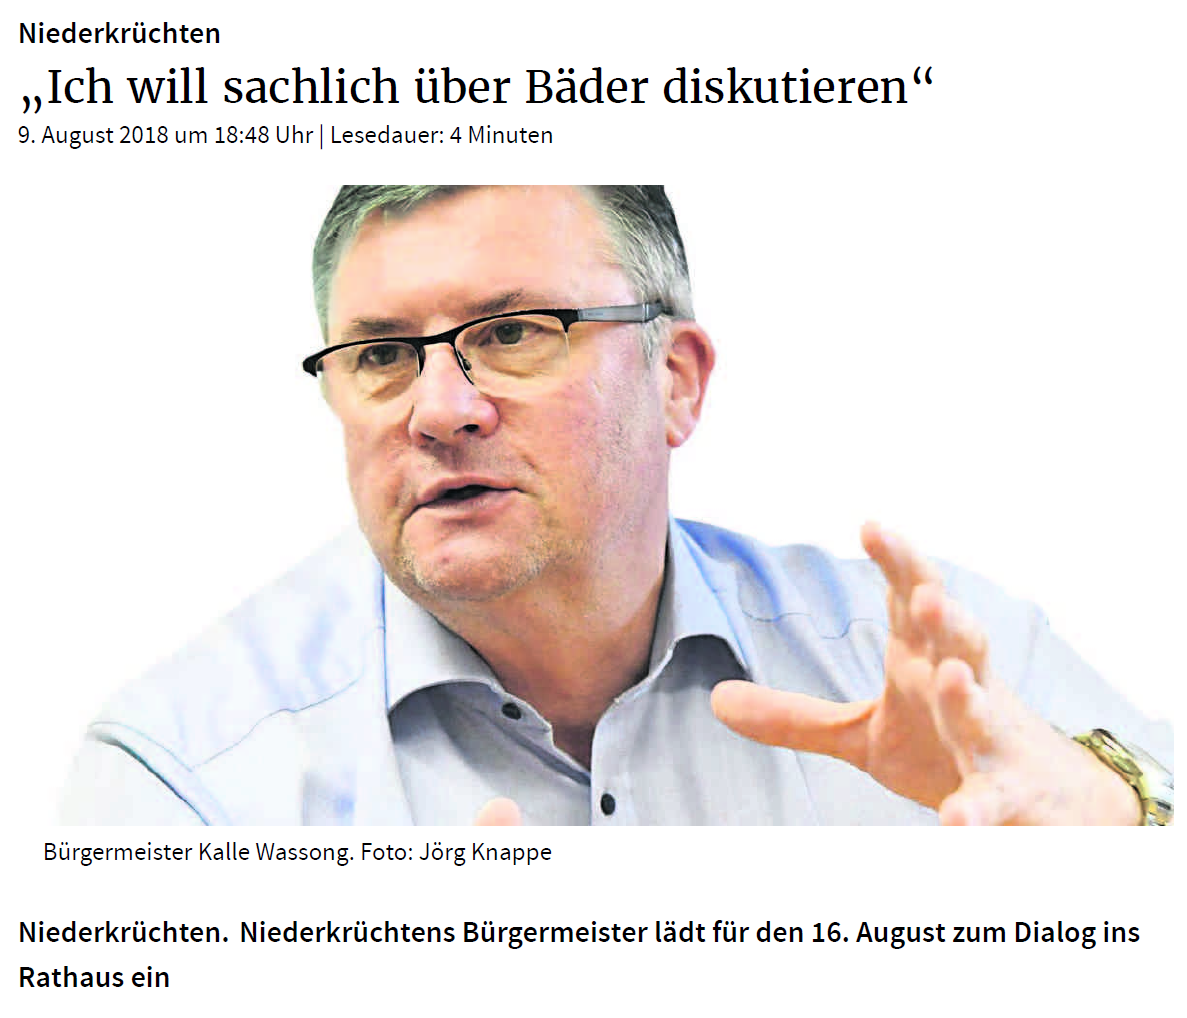 Niederkrüchten
„Ich will sachlich über Bäder diskutieren“
9. August 2018 um 18:48 Uhr | Lesedauer: 4 Minuten
Bürgermeister Kalle Wassong. Foto: Jörg Knappe
Niederkrüchten. Niederkrüchtens Bürgermeister lädt für den 16. August zum Dialog ins
Rathaus ein